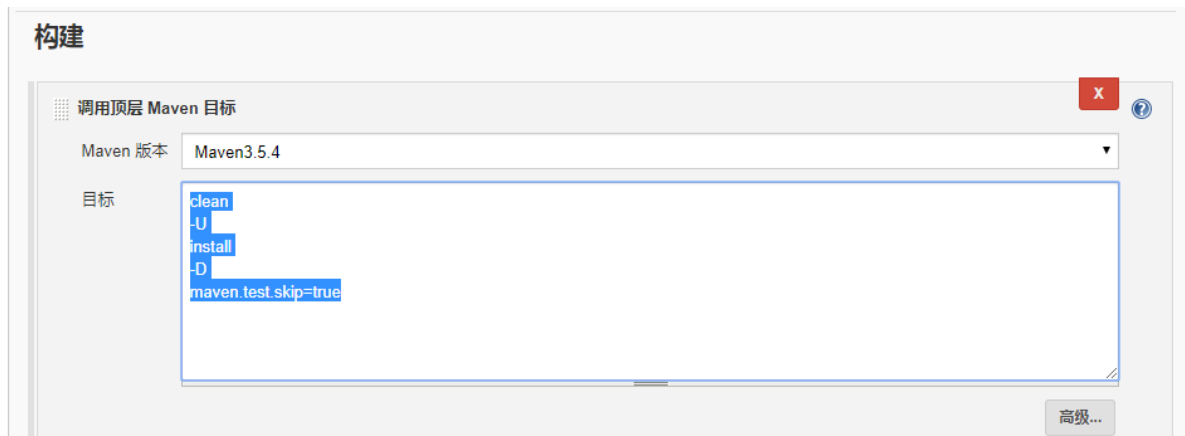 构建
调用顶层 Maven 目标
X
?
Maven 版本
Maven3.5.4
目标
clean
-U
install
-D
maven.test.skip=true
高级...